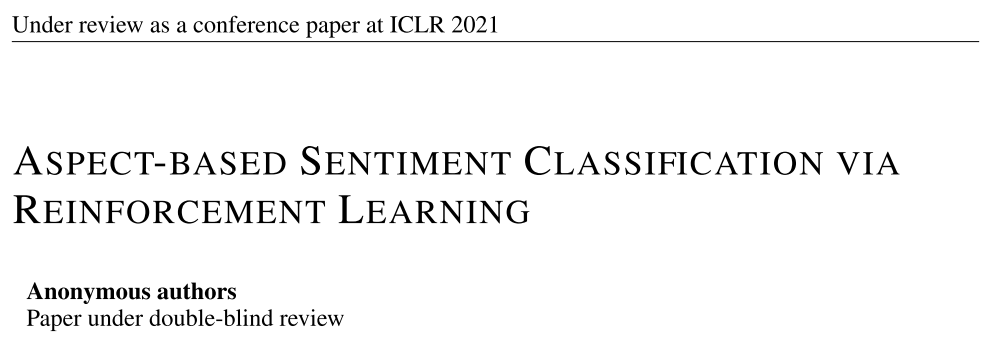 Under review as a conference paper at ICLR 2021
ASPECT-BASED SENTIMENT CLASSIFICATION VIA
REINFORCEMENT LEARNING
Anonymous authors
Paper under double-blind review